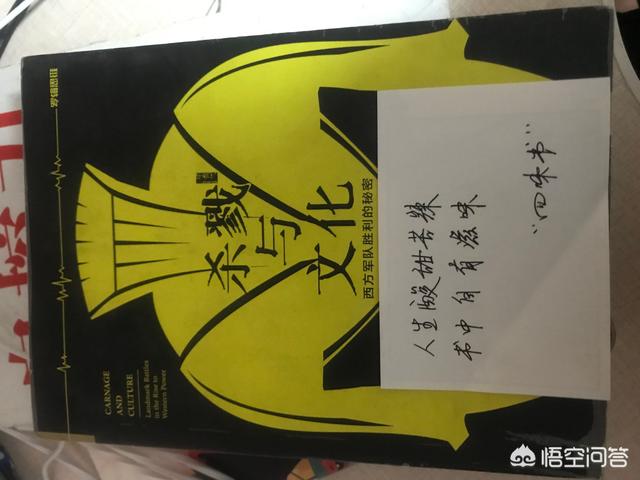 罗辑思维
杀戮
与
文化
西方军队胜利的秘密
CARNAGE
AND
CULTURE
Landmark Battles
in the Rise to
Western Power
人生酸甜苦辣
书中自有滋味
“四味书”
悟空问答